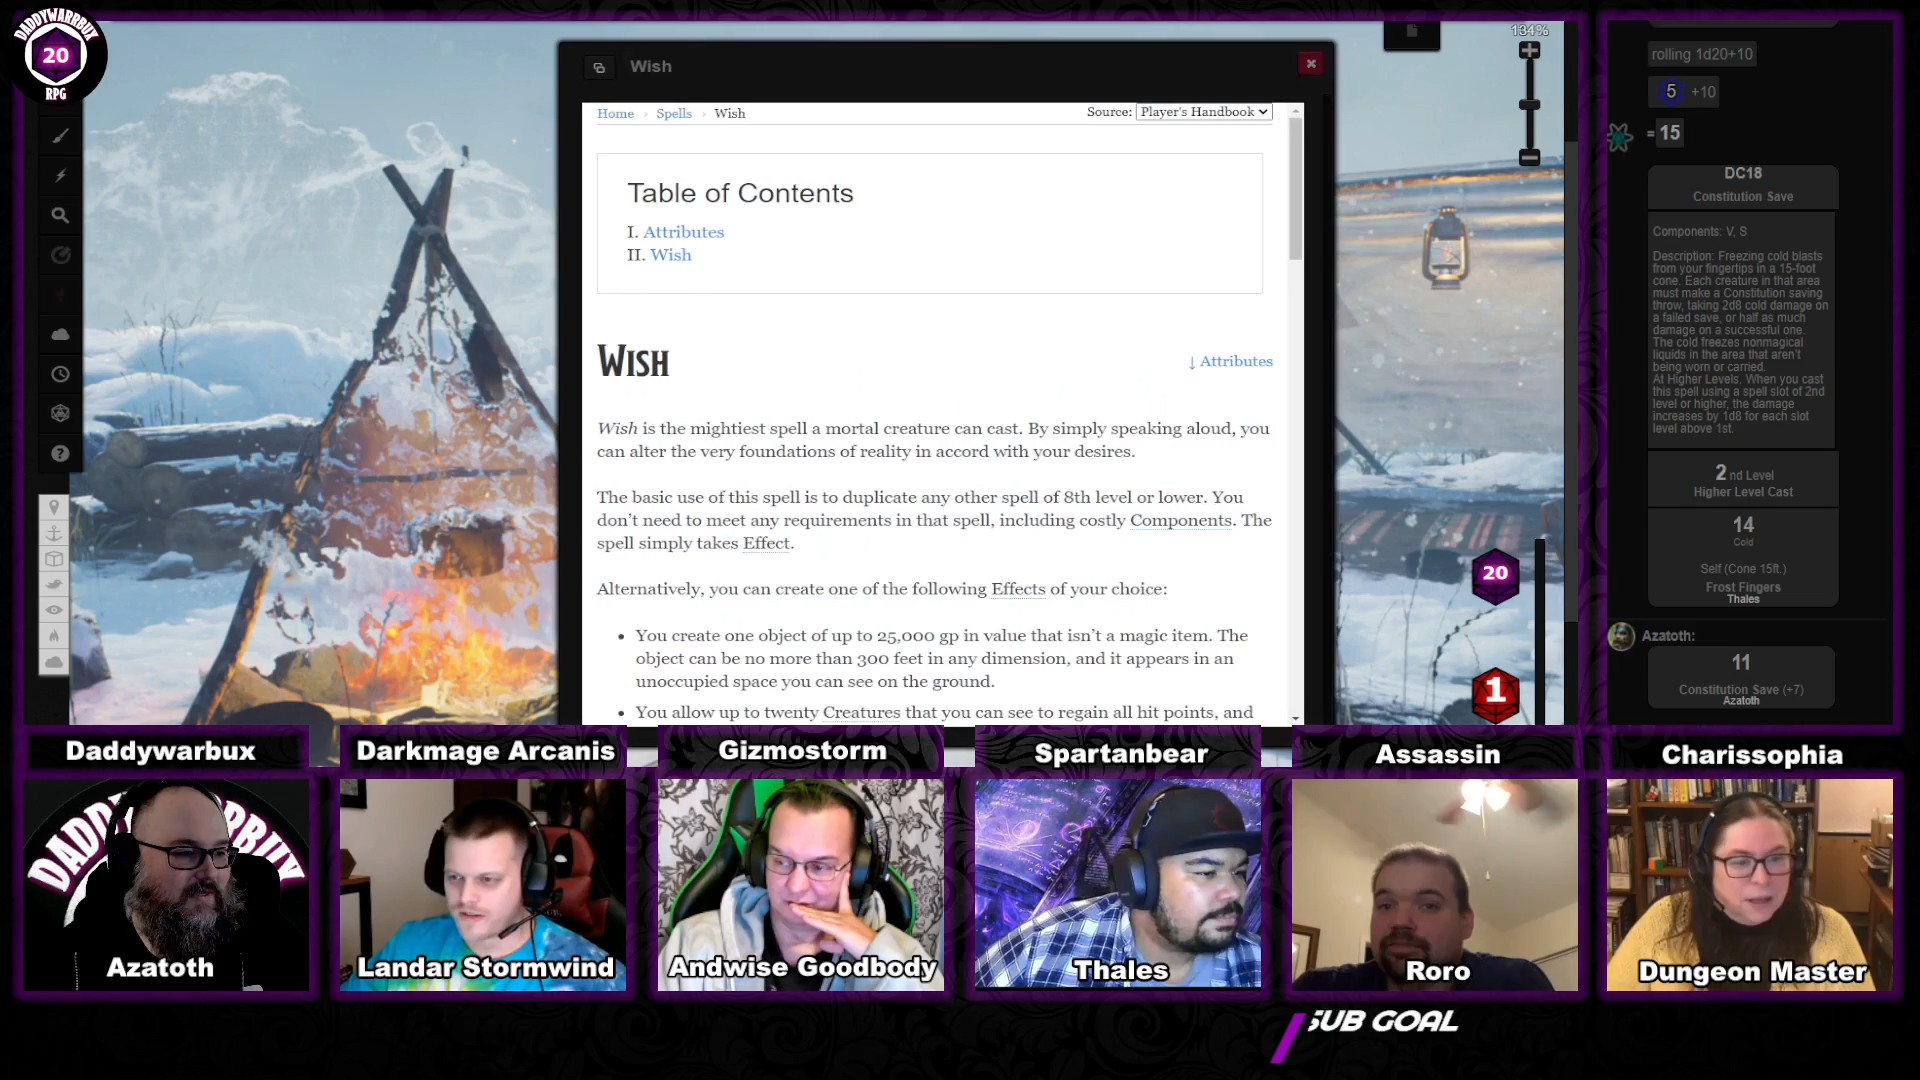 DADDYWARRBUX
20
RPG
Wish
134%
Home › Spells › Wish
Source: Player's Handbook
Table of Contents
I. Attributes
II. Wish
WISH
↓ Attributes
Wish is the mightiest spell a mortal creature can cast. By simply speaking aloud, you
can alter the very foundations of reality in accord with your desires.
The basic use of this spell is to duplicate any other spell of 8th level or lower. You
don't need to meet any requirements in that spell, including costly Components. The
spell simply takes Effect.
Alternatively, you can create one of the following Effects of your choice:
• You create one object of up to 25,000 gp in value that isn't a magic item. The
object can be no more than 300 feet in any dimension, and it appears in an
unoccupied space you can see on the ground.
• You allow up to twenty Creatures that you can see to regain all hit points, and
20
1
rolling 1d20+10
5 +10
=15
DC18
Constitution Save
Components: V, S
Description: Freezing cold blasts
from your fingertips in a 15-foot
cone. Each creature in that area
must make a Constitution saving
throw, taking 2d8 cold damage on
a failed save, or half as much
damage on a successful one.
The cold freezes nonmagical
liquids in the area that aren't
being worn or carried.
At Higher Levels. When you cast
this spell using a spell slot of 2nd
level or higher, the damage
increases by 1d8 for each slot
level above 1st.
2 nd Level
Higher Level Cast
14
Cold
Self (Cone 15ft.)
Frost Fingers
Thales
Azatoth:
11
Constitution Save (+7)
Azatoth
Daddywarbux
Darkmage Arcanis
Gizmostorm
Spartanbear
Assassin
Charissophia
Azatoth
Landar Stormwind
Andwise Goodbody
Thales
Roro
Dungeon Master
SUB GOAL